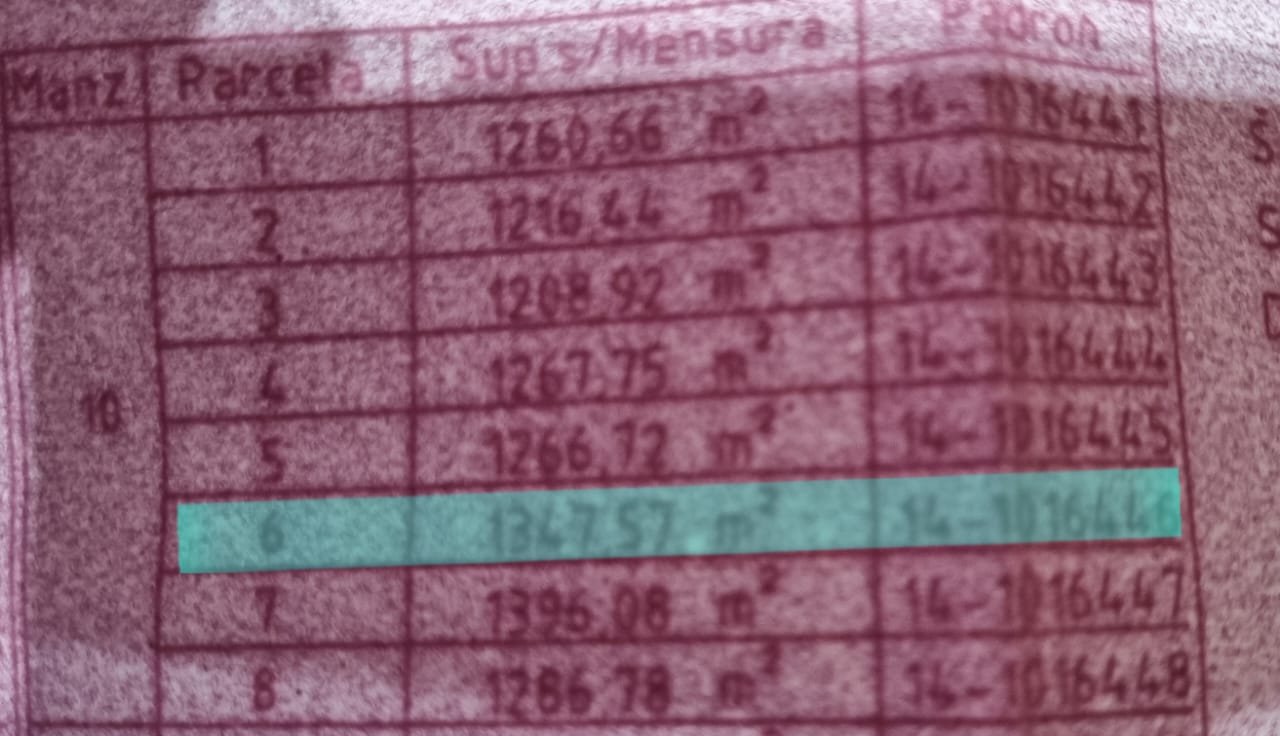 Manz Parcela Sup s/Mensura Padron
1 1260,66 m² 14-1016441
2 1216,44 m² 14-1016442
3 1208,92 m² 14-1016443
4 1267,75 m² 14-1016444
10
5 1266,72 m² 14-1016445
6 1347,57 m²
7 1396,08 m² 14-1016447
8 1286,78 m² 14-1016448